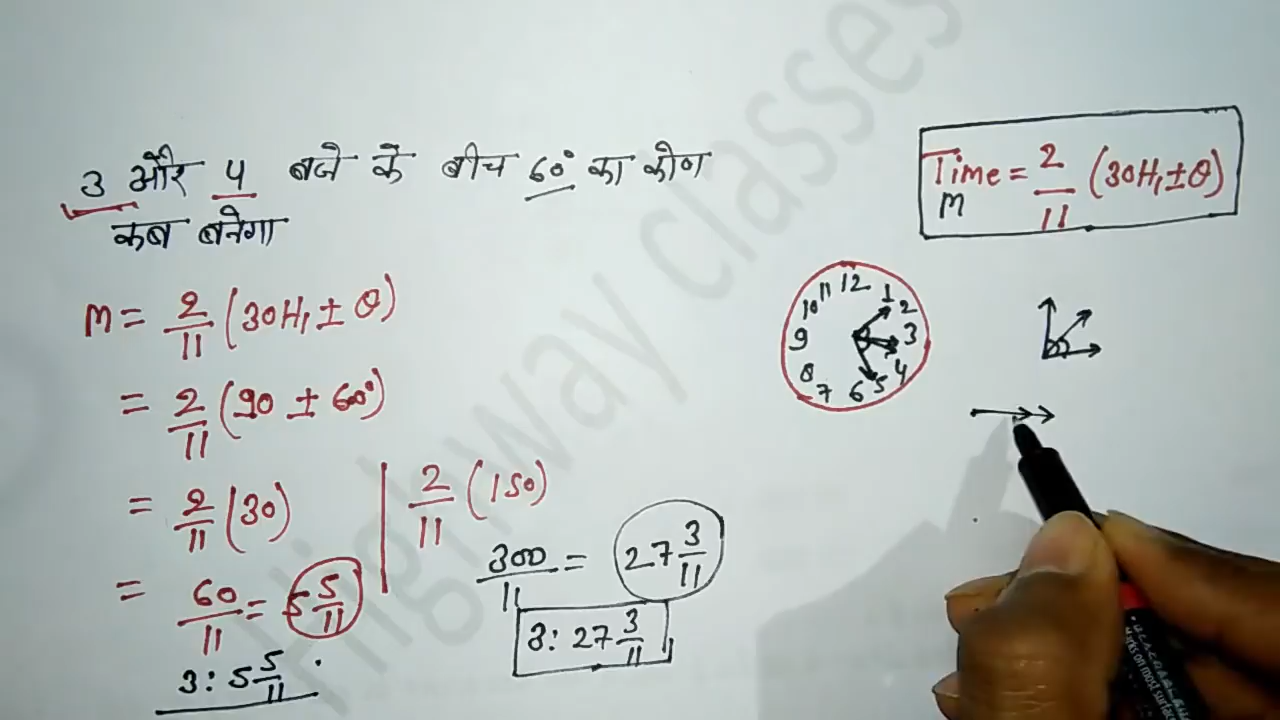 3 और 4 बजे के बीच 60° का कोण
कब बनेगा
Time = 2/11 (30H₁ ± θ)
M
M = 2/11 (30H₁ ± θ)
= 2/11 (90 ± 60°)
= 2/11 (30)
2/11 (150)
= 60/11 = 5 5/11
300/11 = 27 3/11
3 : 5 5/11
3 : 27 3/11
12 1 2 3 4 5 6 7 8 9 10 11
Highway classes